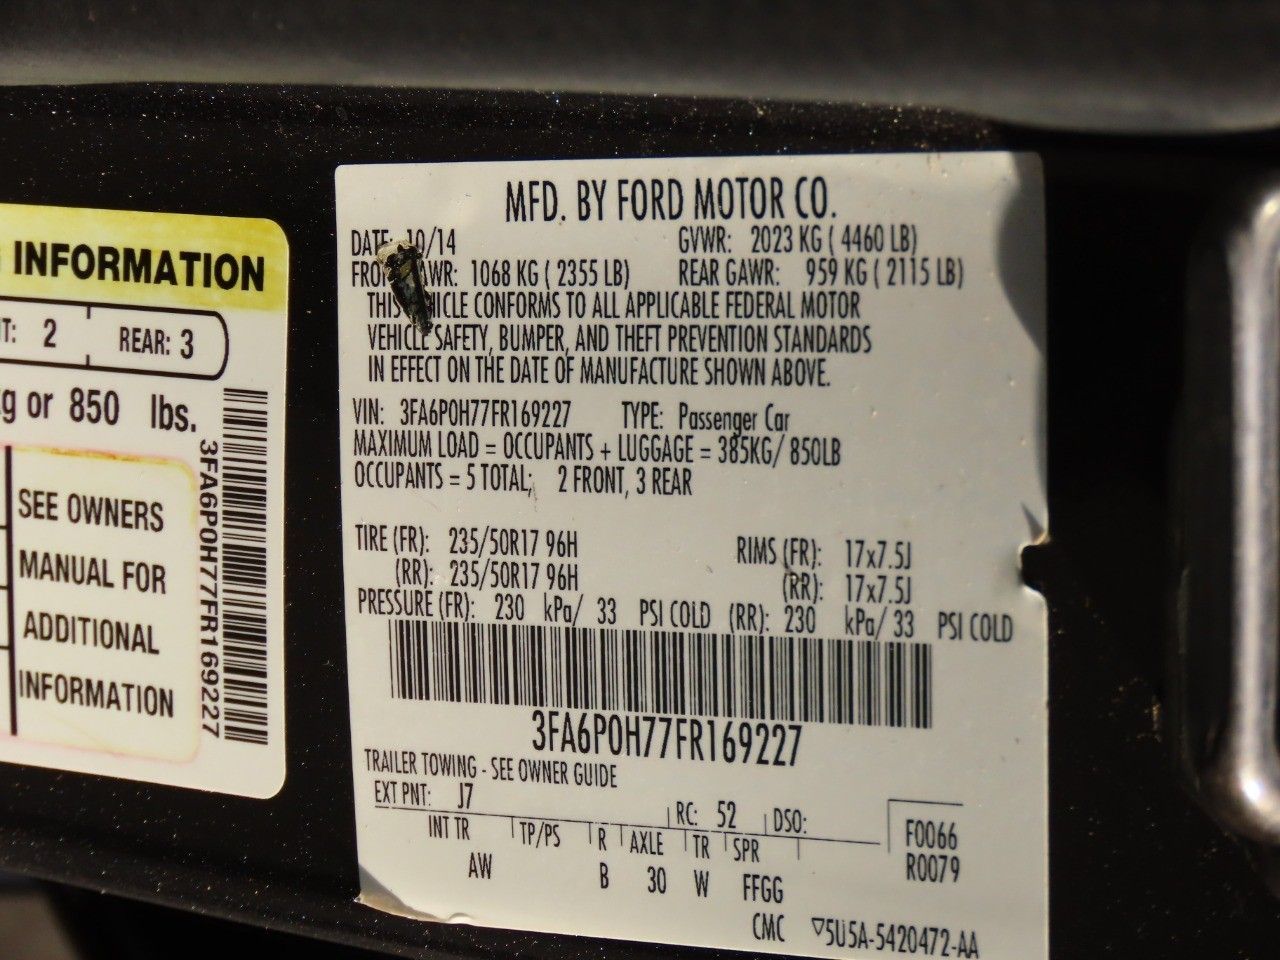 INFORMATION
T: 2 REAR: 3
g or 850 lbs.
SEE OWNERS
MANUAL FOR
ADDITIONAL
INFORMATION
3FA6P0H77FR169227
MFD. BY FORD MOTOR CO.
DATE: 10/14 GVWR: 2023 KG ( 4460 LB)
FRONT GAWR: 1068 KG ( 2355 LB) REAR GAWR: 959 KG ( 2115 LB)
THIS VEHICLE CONFORMS TO ALL APPLICABLE FEDERAL MOTOR
VEHICLE SAFETY, BUMPER, AND THEFT PREVENTION STANDARDS
IN EFFECT ON THE DATE OF MANUFACTURE SHOWN ABOVE.
VIN: 3FA6P0H77FR169227 TYPE: Passenger Car
MAXIMUM LOAD = OCCUPANTS + LUGGAGE = 385KG/ 850LB
OCCUPANTS = 5 TOTAL; 2 FRONT, 3 REAR
TIRE (FR): 235/50R17 96H RIMS (FR): 17x7.5J
(RR): 235/50R17 96H (RR): 17x7.5J
PRESSURE (FR): 230 kPa/ 33 PSI COLD (RR): 230 kPa/ 33 PSI COLD
3FA6P0H77FR169227
TRAILER TOWING - SEE OWNER GUIDE
EXT PNT: J7 RC: 52 DSO: F0066
INT TR TP/PS R AXLE TR SPR R0079
AW B 30 W FFGG
CMC ▽5U5A-5420472-AA